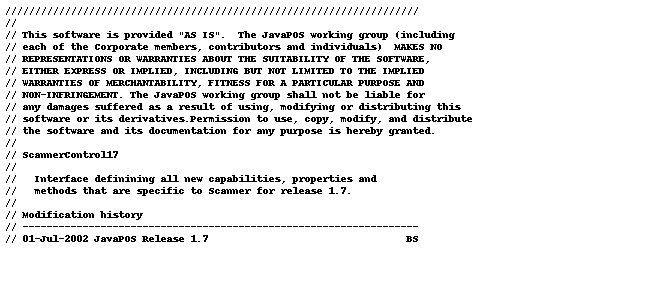 //////////////////////////////////////////////////////////////////////
//
// This software is provided "AS IS".  The JavaPOS working group (including
// each of the Corporate members, contributors and individuals)  MAKES NO
// REPRESENTATIONS OR WARRANTIES ABOUT THE SUITABILITY OF THE SOFTWARE,
// EITHER EXPRESS OR IMPLIED, INCLUDING BUT NOT LIMITED TO THE IMPLIED
// WARRANTIES OF MERCHANTABILITY, FITNESS FOR A PARTICULAR PURPOSE AND
// NON-INFRINGEMENT. The JavaPOS working group shall not be liable for
// any damages suffered as a result of using, modifying or distributing this
// software or its derivatives.Permission to use, copy, modify, and distribute
// the software and its documentation for any purpose is hereby granted.
//
// ScannerControl17
//
//   Interface definining all new capabilities, properties and
//   methods that are specific to Scanner for release 1.7.
//
// Modification history
// ------------------------------------------------------------------
// 01-Jul-2002 JavaPOS Release 1.7                                 BS